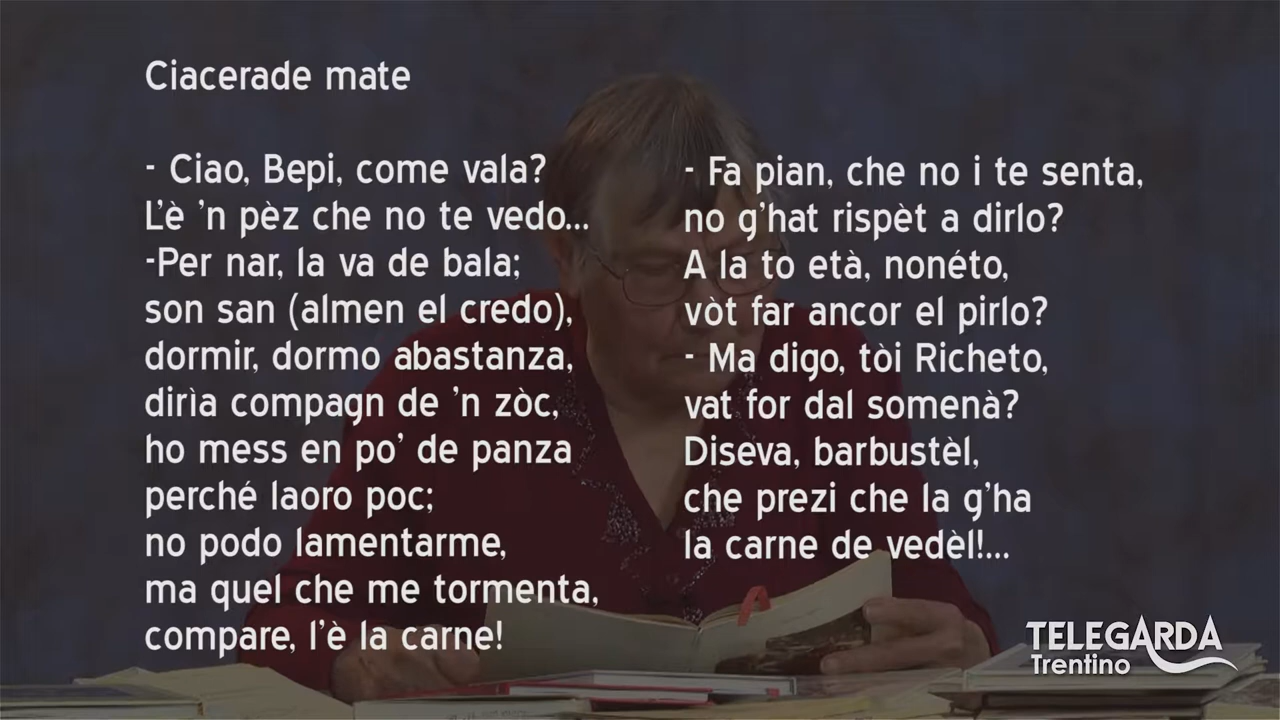 Ciacerade mate
- Ciao, Bepi, come vala?
L'è 'n pèz che no te vedo...
-Per nar, la va de bala;
son san (almen el credo),
dormir, dormo abastanza,
dirìa compagn de 'n zòc,
ho mess en po' de panza
perché laoro poc;
no podo lamentarme,
ma quel che me tormenta,
compare, l'è la carne!
- Fa pian, che no i te senta,
no g'hat rispèt a dirlo?
A la to età, nonéto,
vòt far ancor el pirlo?
- Ma digo, tòi Richeto,
vat for dal somenà?
Diseva, barbustèl,
che prezi che la g'ha
la carne de vedèl!...
TELEGARDA
Trentino